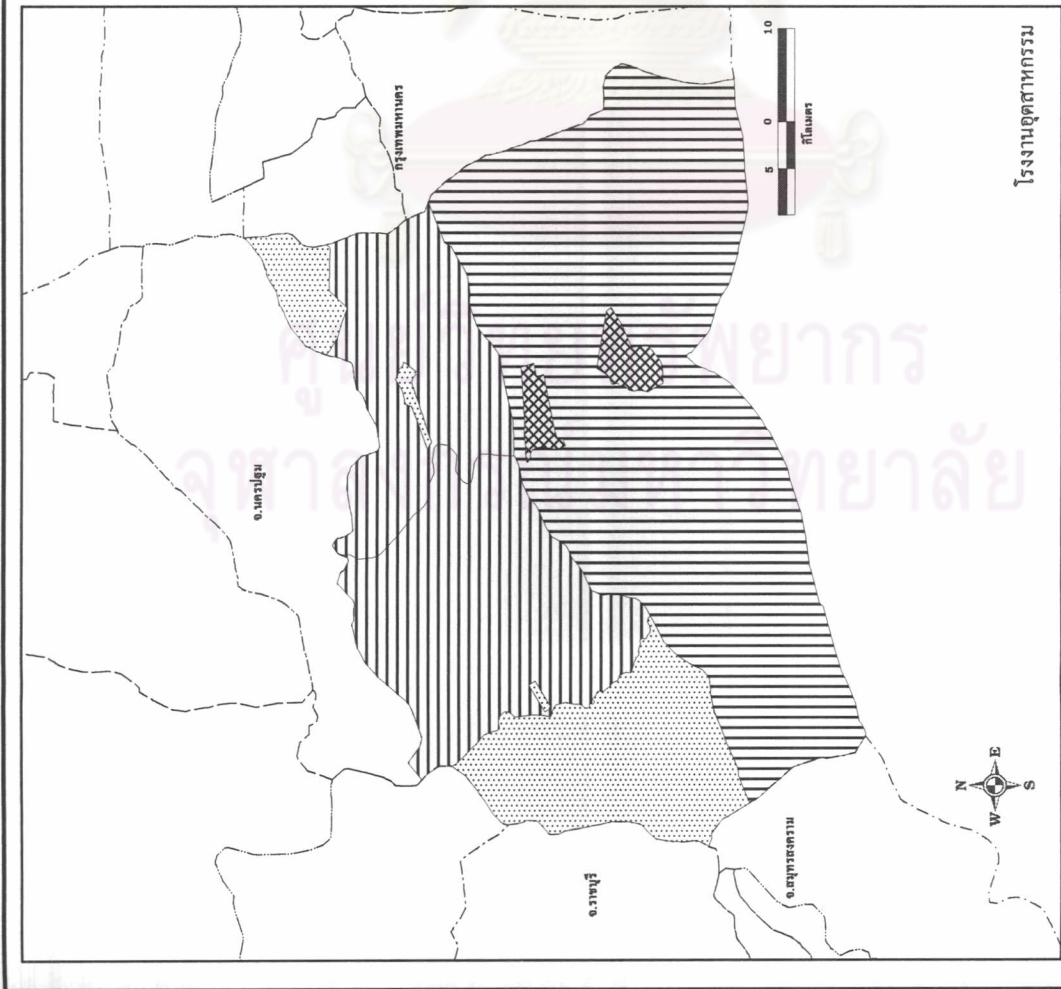 กรุงเทพมหานคร
จ.นครปฐม
จ.ราชบุรี
จ.สมุทรสงคราม
5 0 10
กิโลเมตร
N
W E
S
โรงงานอุตสาหกรรม
ศูนย์วิทยทรัพยากร
จุฬาลงกรณ์มหาวิทยาลัย